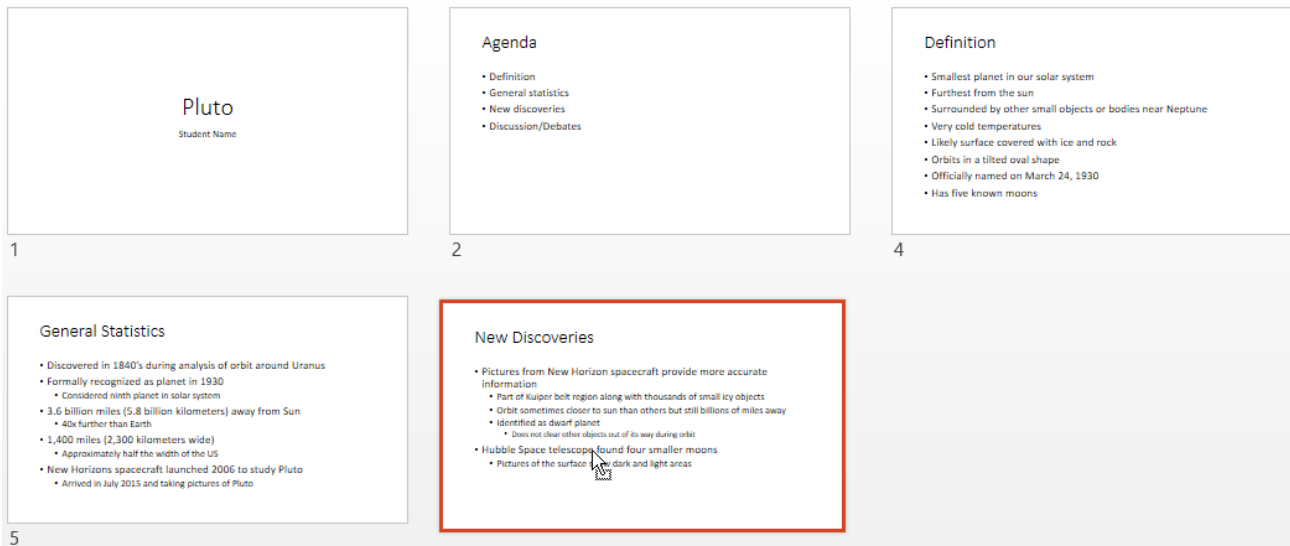 Pluto
Student Name
1
Agenda
• Definition
• General statistics
• New discoveries
• Discussion/Debates
2
Definition
• Smallest planet in our solar system
• Furthest from the sun
• Surrounded by other small objects or bodies near Neptune
• Very cold temperatures
• Likely surface covered with ice and rock
• Orbits in a tilted oval shape
• Officially named on March 24, 1930
• Has five known moons
4
General Statistics
• Discovered in 1840's during analysis of orbit around Uranus
• Formally recognized as planet in 1930
• Considered ninth planet in solar system
• 3.6 billion miles (5.8 billion kilometers) away from Sun
• 40x further than Earth
• 1,400 miles (2,300 kilometers wide)
• Approximately half the width of the US
• New Horizons spacecraft launched 2006 to study Pluto
• Arrived in July 2015 and taking pictures of Pluto
5
New Discoveries
• Pictures from New Horizon spacecraft provide more accurate
information
• Part of Kuiper belt region along with thousands of small icy objects
• Orbit sometimes closer to sun than others but still billions of miles away
• Identified as dwarf planet
• Does not clear other objects out of its way during orbit
• Hubble Space telescope found four smaller moons
• Pictures of the surface dark and light areas